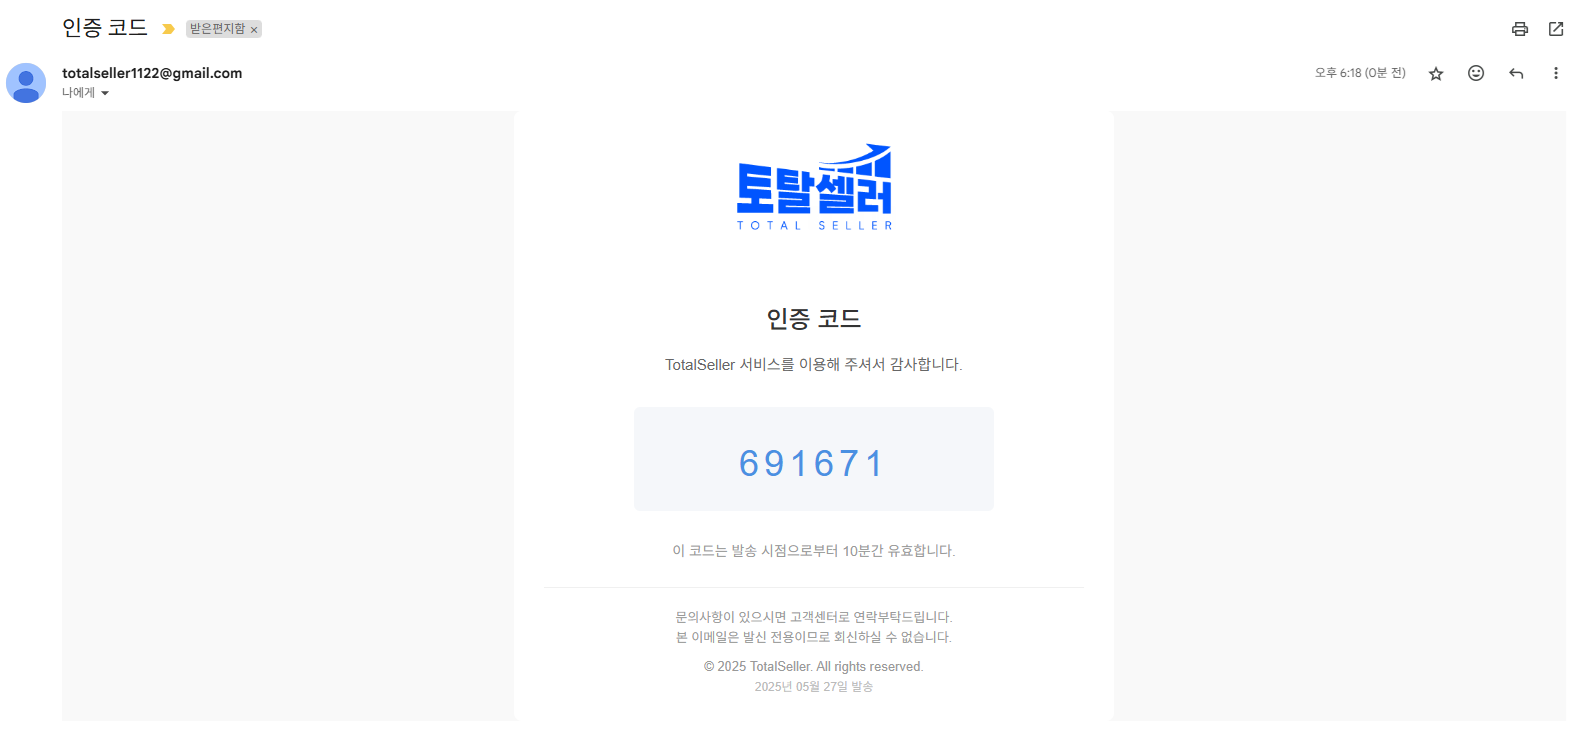 인증 코드
받은편지함 ×
totalseller1122@gmail.com
오후 6:18 (0분 전)
나에게
토탈셀러
TOTAL SELLER
인증 코드
TotalSeller 서비스를 이용해 주셔서 감사합니다.
691671
이 코드는 발송 시점으로부터 10분간 유효합니다.
문의사항이 있으시면 고객센터로 연락부탁드립니다.
본 이메일은 발신 전용이므로 회신하실 수 없습니다.
© 2025 TotalSeller. All rights reserved.
2025년 05월 27일 발송